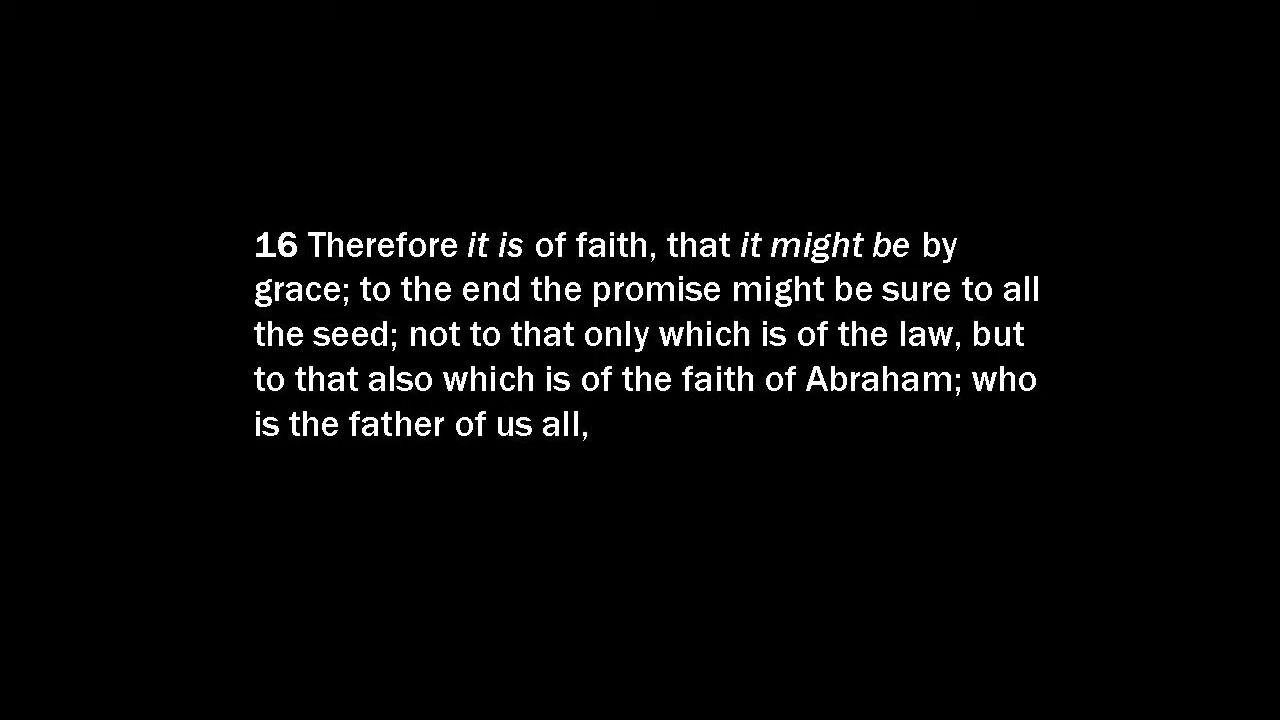 16 Therefore it is of faith, that it might be by
grace; to the end the promise might be sure to all
the seed; not to that only which is of the law, but
to that also which is of the faith of Abraham; who
is the father of us all,